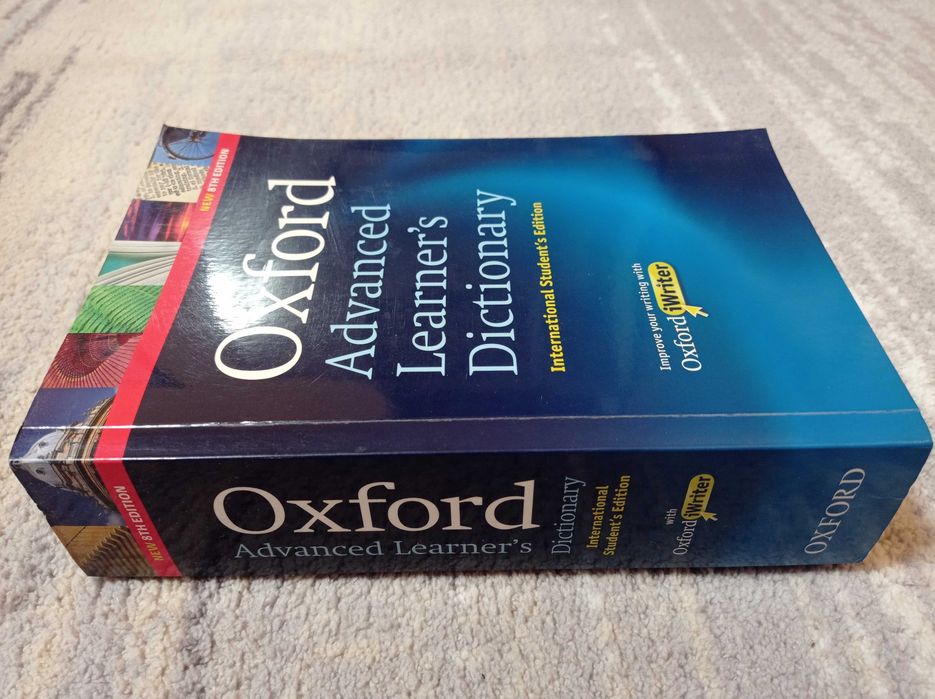 NEW 8TH EDITION
Oxford
Advanced
Learner's
Dictionary
International Student's Edition
Improve your writing with
Oxford iWriter
NEW 8TH EDITION
Oxford
Advanced Learner's
Dictionary
International
Student's Edition
with
Oxford iWriter
OXFORD